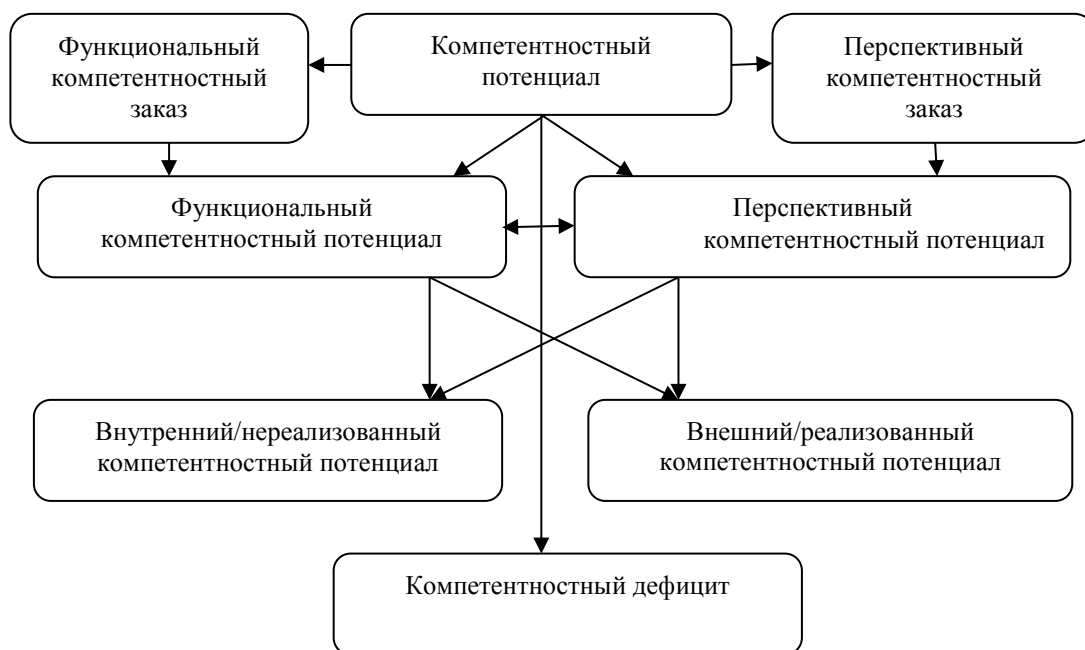 Функциональный
компетентностный
заказ
Компетентностный
потенциал
Перспективный
компетентностный
заказ
Функциональный
компетентностный потенциал
Перспективный
компетентностный потенциал
Внутренний/нереализованный
компетентностный потенциал
Внешний/реализованный
компетентностный потенциал
Компетентностный дефицит